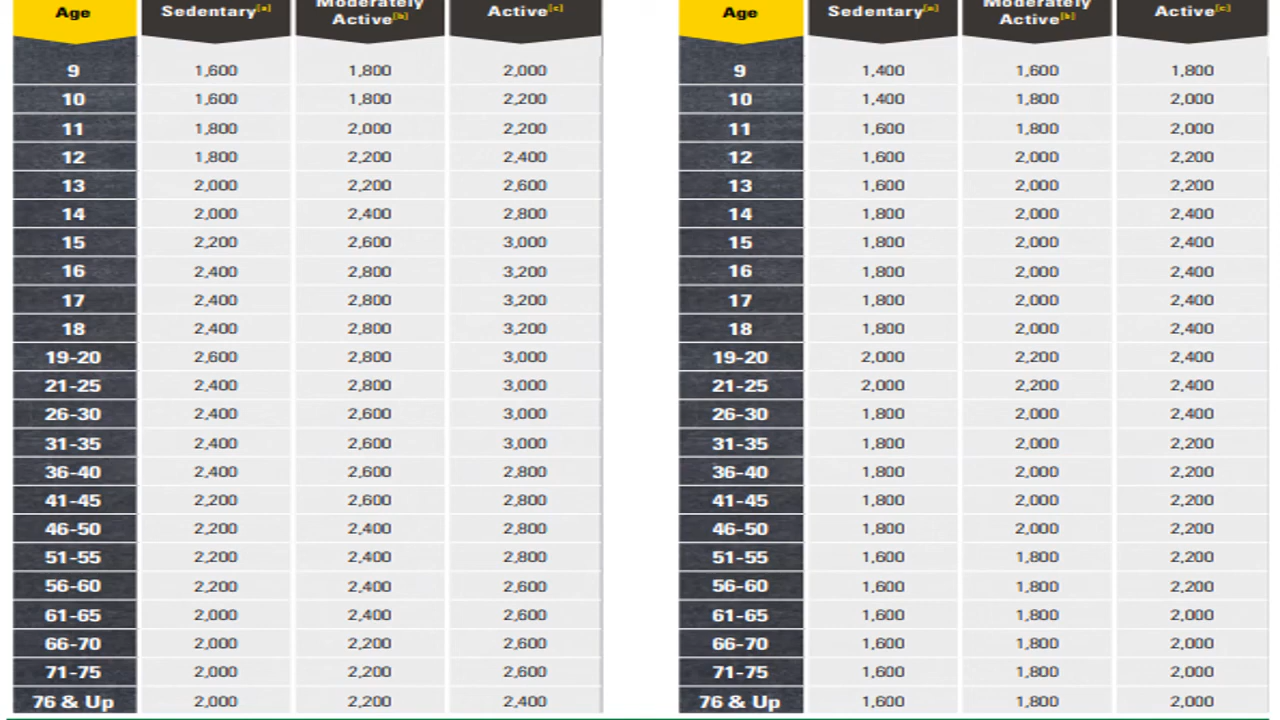 Age Sedentary[a] Moderately Active[b] Active[c]
9 1,600 1,800 2,000
10 1,600 1,800 2,200
11 1,800 2,000 2,200
12 1,800 2,200 2,400
13 2,000 2,200 2,600
14 2,000 2,400 2,800
15 2,200 2,600 3,000
16 2,400 2,800 3,200
17 2,400 2,800 3,200
18 2,400 2,800 3,200
19-20 2,600 2,800 3,000
21-25 2,400 2,800 3,000
26-30 2,400 2,600 3,000
31-35 2,400 2,600 3,000
36-40 2,400 2,600 2,800
41-45 2,200 2,600 2,800
46-50 2,200 2,400 2,800
51-55 2,200 2,400 2,800
56-60 2,200 2,400 2,600
61-65 2,000 2,400 2,600
66-70 2,000 2,200 2,600
71-75 2,000 2,200 2,600
76 & Up 2,000 2,200 2,400
Age Sedentary[a] Moderately Active[b] Active[c]
9 1,400 1,600 1,800
10 1,400 1,800 2,000
11 1,600 1,800 2,000
12 1,600 2,000 2,200
13 1,600 2,000 2,200
14 1,800 2,000 2,400
15 1,800 2,000 2,400
16 1,800 2,000 2,400
17 1,800 2,000 2,400
18 1,800 2,000 2,400
19-20 2,000 2,200 2,400
21-25 2,000 2,200 2,400
26-30 1,800 2,000 2,400
31-35 1,800 2,000 2,200
36-40 1,800 2,000 2,200
41-45 1,800 2,000 2,200
46-50 1,800 2,000 2,200
51-55 1,600 1,800 2,200
56-60 1,600 1,800 2,200
61-65 1,600 1,800 2,000
66-70 1,600 1,800 2,000
71-75 1,600 1,800 2,000
76 & Up 1,600 1,800 2,000